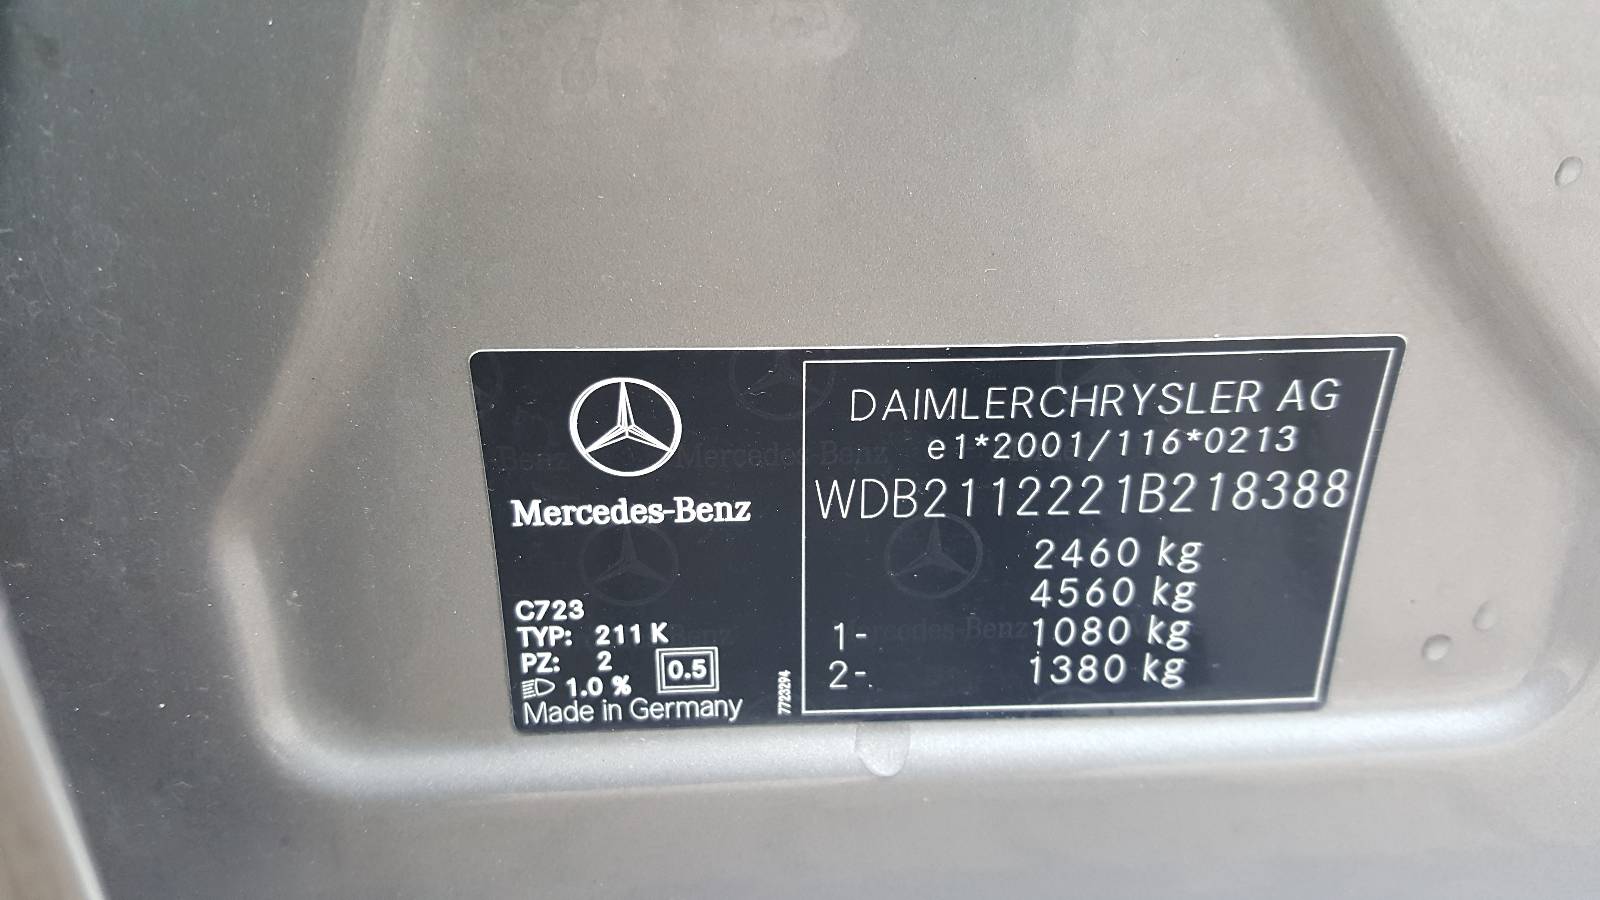 Mercedes-Benz
C723
TYP: 211 K
PZ: 2
1.0 % 0.5
Made in Germany
7723294
DAIMLERCHRYSLER AG
e1*2001/116*0213
WDB2112221B218388
2460 kg
4560 kg
1- 1080 kg
2- 1380 kg